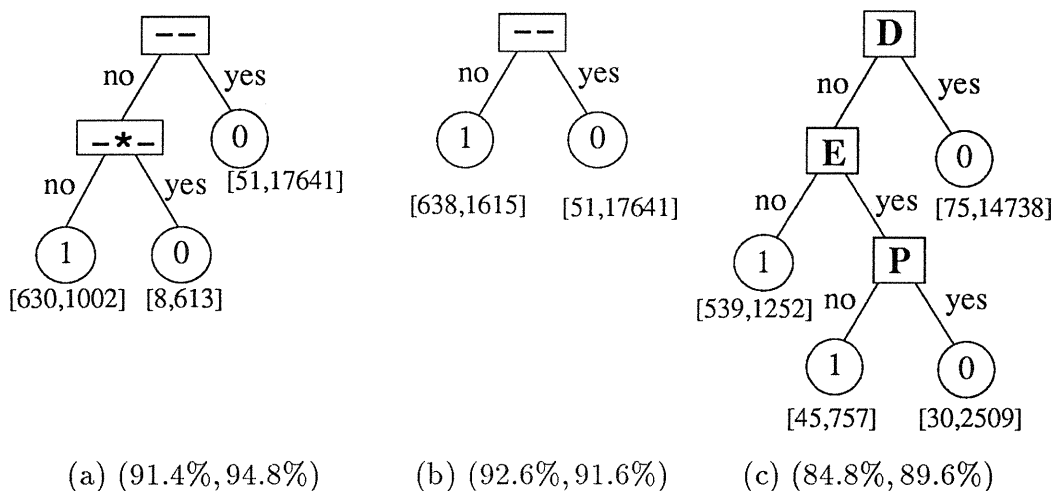 --
no
yes
-*-
0
[51,17641]
no
yes
1
0
[630,1002]
[8,613]
(a) (91.4%, 94.8%)
--
no
yes
1
0
[638,1615]
[51,17641]
(b) (92.6%, 91.6%)
D
no
yes
E
0
[75,14738]
no
yes
1
P
[539,1252]
no
yes
1
0
[45,757]
[30,2509]
(c) (84.8%, 89.6%)